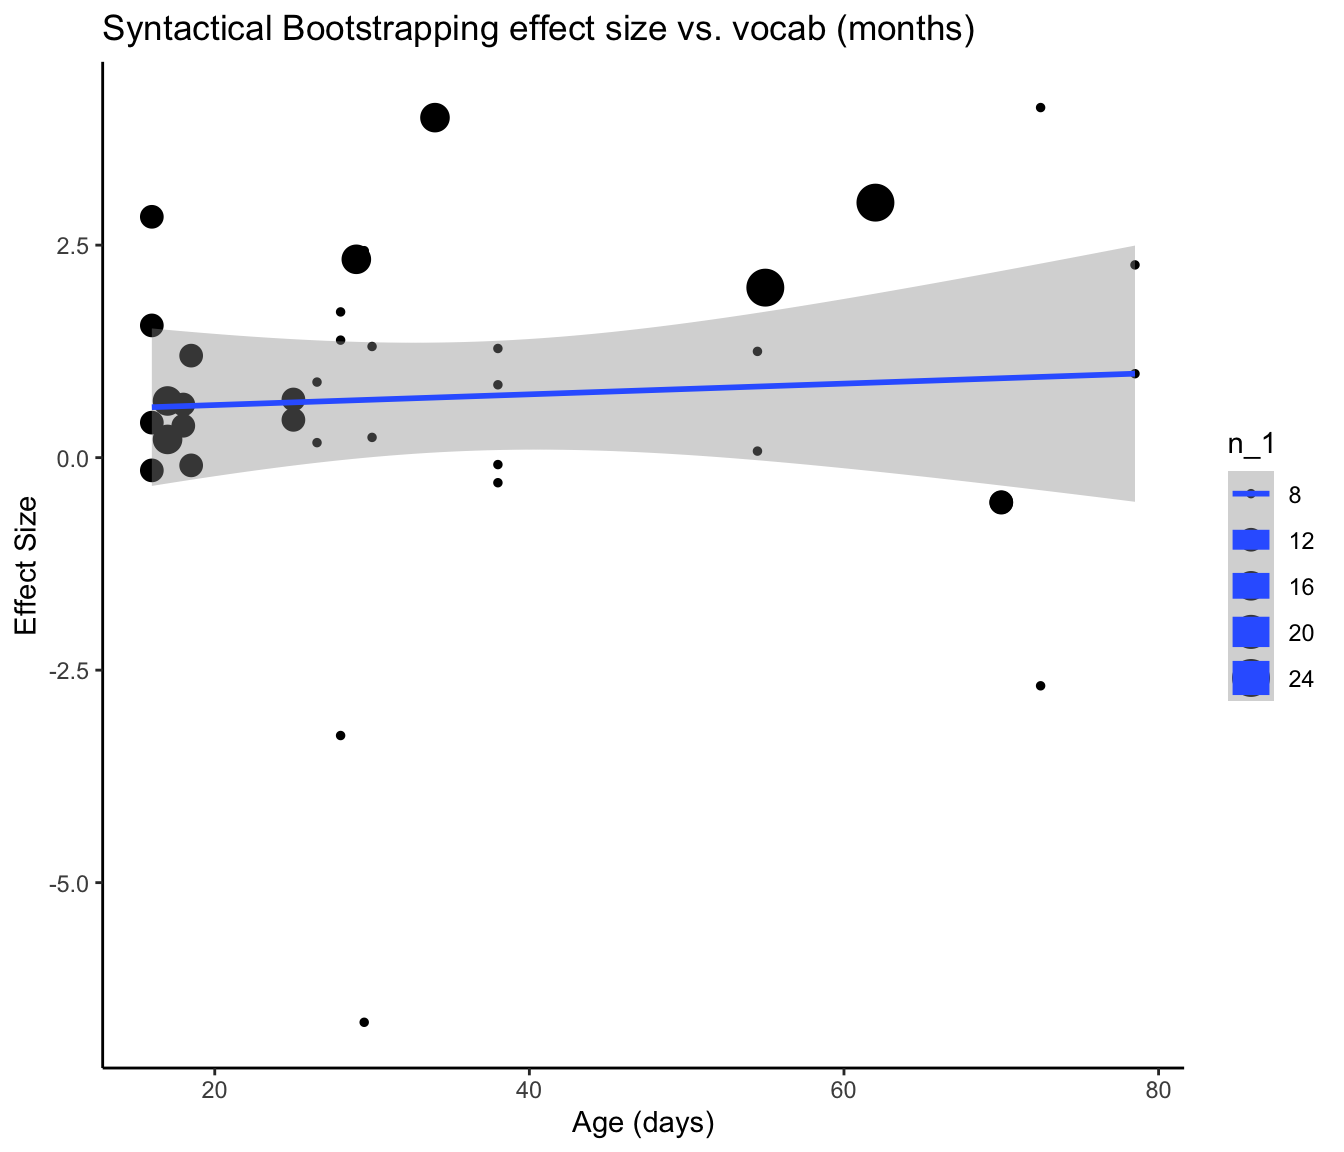 Syntactical Bootstrapping effect size vs. vocab (months)
Effect Size
2.5
0.0
-2.5
-5.0
20 40 60 80
Age (days)
n_1
8
12
16
20
24